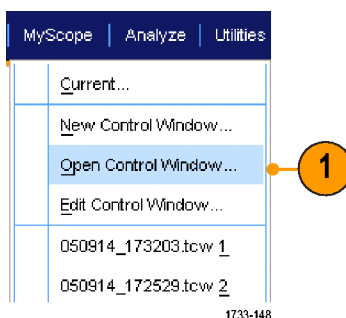 MyScope | Analyze | Utilities
Current...
New Control Window...
Open Control Window...
1
Edit Control Window...
050914_173203.tcw 1
050914_172529.tcw 2
1733-148